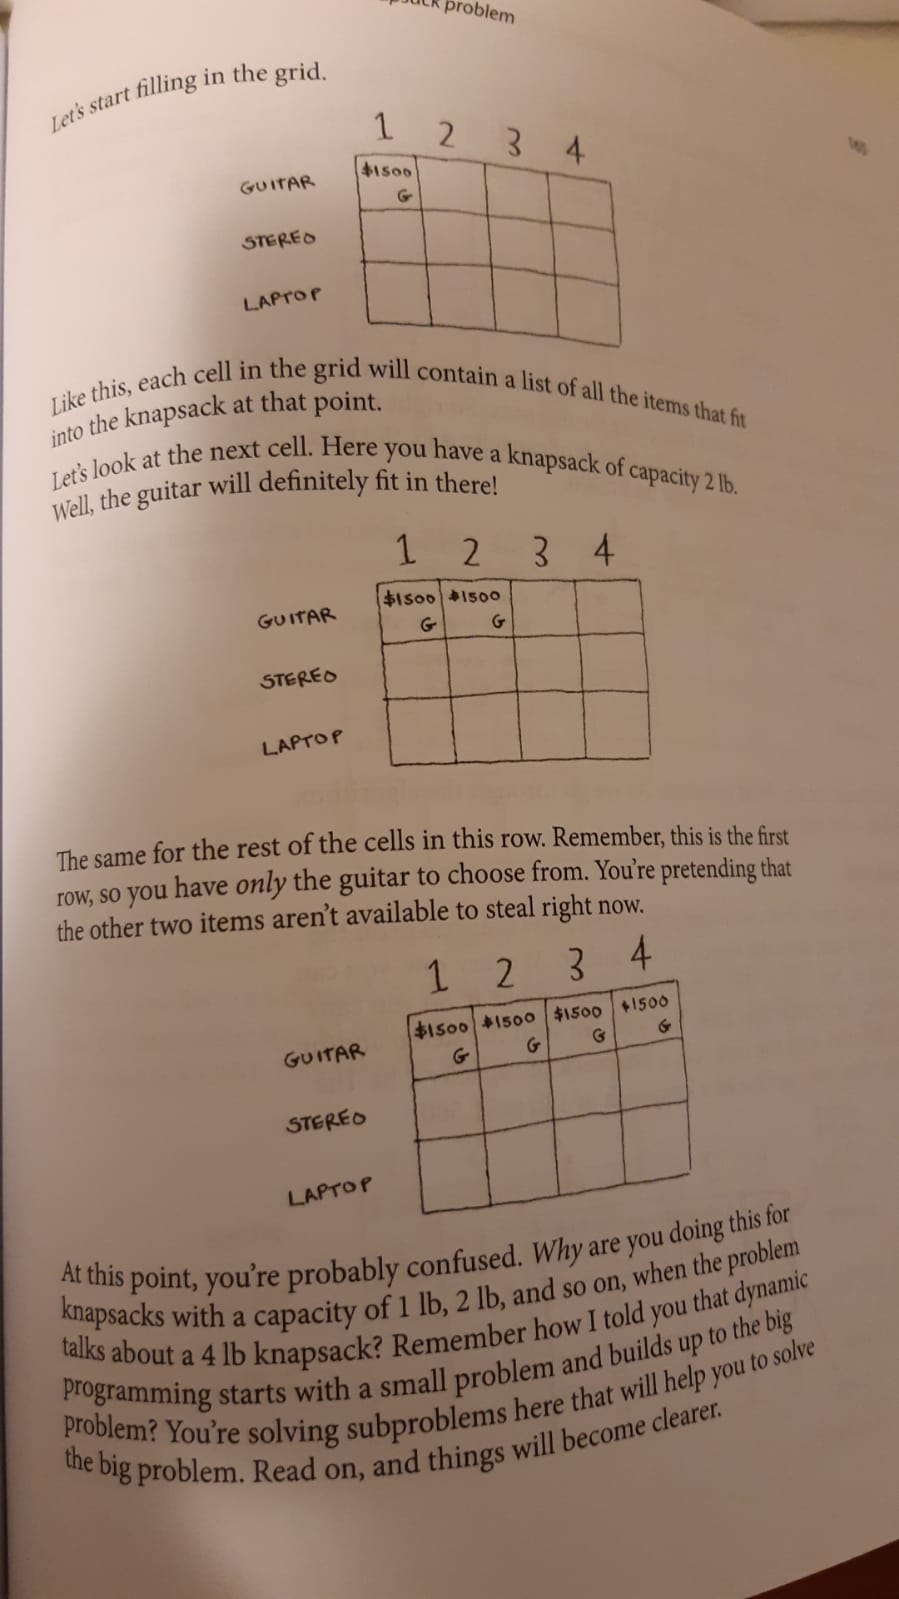 problem
Let's start filling in the grid.
1 2 3 4
GUITAR $1500 G
STEREO
LAPTOP
Like this, each cell in the grid will contain a list of all the items that fit
into the knapsack at that point.
Let's look at the next cell. Here you have a knapsack of capacity 2 lb.
Well, the guitar will definitely fit in there!
1 2 3 4
GUITAR $1500 G $1500 G
STEREO
LAPTOP
The same for the rest of the cells in this row. Remember, this is the first
row, so you have only the guitar to choose from. You're pretending that
the other two items aren't available to steal right now.
1 2 3 4
GUITAR $1500 G $1500 G $1500 G $1500 G
STEREO
LAPTOP
At this point, you're probably confused. Why are you doing this for
knapsacks with a capacity of 1 lb, 2 lb, and so on, when the problem
talks about a 4 lb knapsack? Remember how I told you that dynamic
programming starts with a small problem and builds up to the big
problem? You're solving subproblems here that will help you to solve
the big problem. Read on, and things will become clearer.